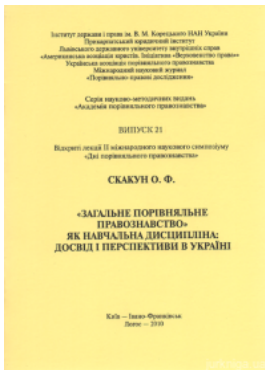 Інститут держави і права ім. В. М. Корецького НАН України
Прикарпатський юридичний інститут
Львівського державного університету внутрішніх справ
«Американська асоціація юристів. Ініціатива «Верховенство права»
Українська асоціація порівняльного правознавства
Міжнародний науковий журнал
«Порівняльно-правові дослідження»
Серія науково-методичних видань
«Академія порівняльного правознавства»
ВИПУСК 21
Відкриті лекції II міжнародного наукового симпозіуму
«Дні порівняльного правознавства»
СКАКУН О. Ф.
«ЗАГАЛЬНЕ ПОРІВНЯЛЬНЕ
ПРАВОЗНАВСТВО»
ЯК НАВЧАЛЬНА ДИСЦИПЛІНА:
ДОСВІД І ПЕРСПЕКТИВИ В УКРАЇНІ
Київ — Івано-Франківськ
2010